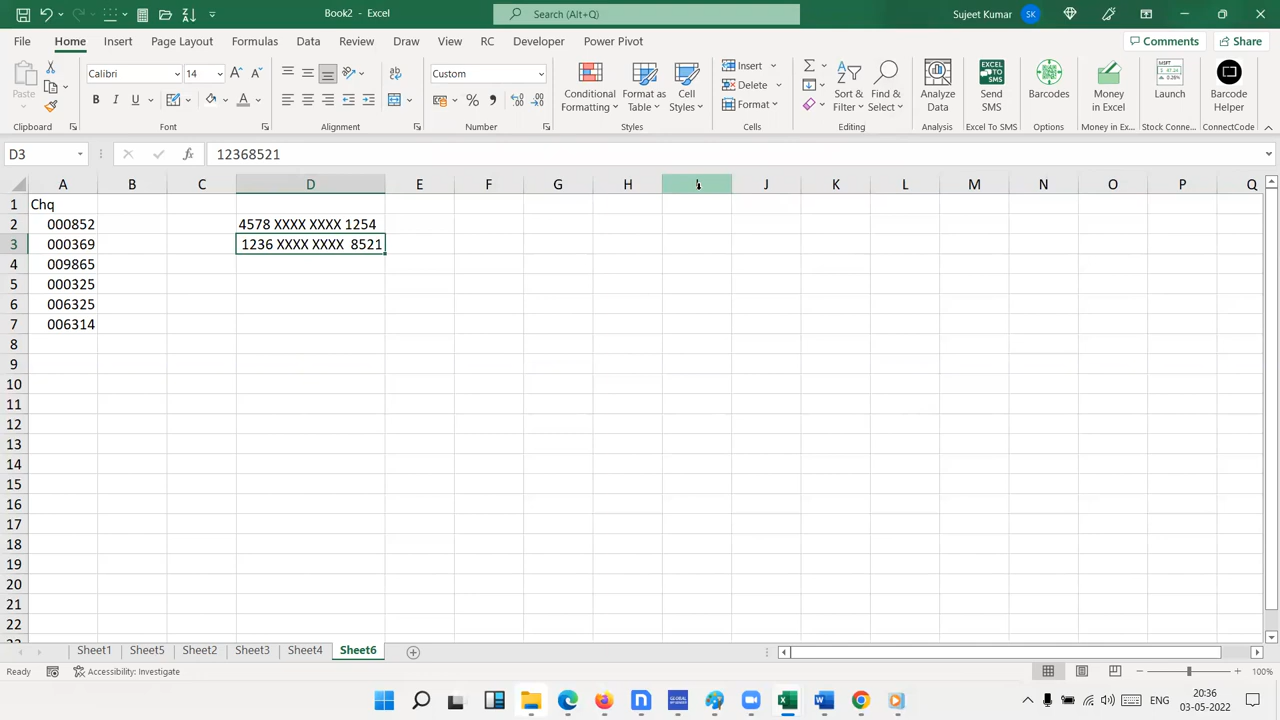 Book2 - Excel
Search (Alt+Q)
Sujeet Kumar
SK
File
Home
Insert
Page Layout
Formulas
Data
Review
View
Draw
RC
Developer
Power Pivot
Comments
Share
Paste
Clipboard
Calibri
14
B I U
Font
Alignment
Custom
Number
Conditional Formatting
Format as Table
Cell Styles
Styles
Insert
Delete
Format
Cells
Sort & Filter
Find & Select
Editing
Analyze Data
Analysis
Send SMS
Excel To SMS
Barcodes
Options
Money in Excel
Money in Ex...
Launch
Stock Conne...
Barcode Helper
ConnectCode
D3
fx
12368521
A B C D E F G H I J K L M N O P Q
1 Chq
2 000852 4578 XXXX XXXX 1254
3 000369 1236 XXXX XXXX  8521
4 009865
5 000325
6 006325
7 006314
8
9
10
11
12
13
14
15
16
17
18
19
20
21
22
Sheet1 Sheet5 Sheet2 Sheet3 Sheet4 Sheet6
Ready
Accessibility: Investigate
100%
ENG
20:36
03-05-2022